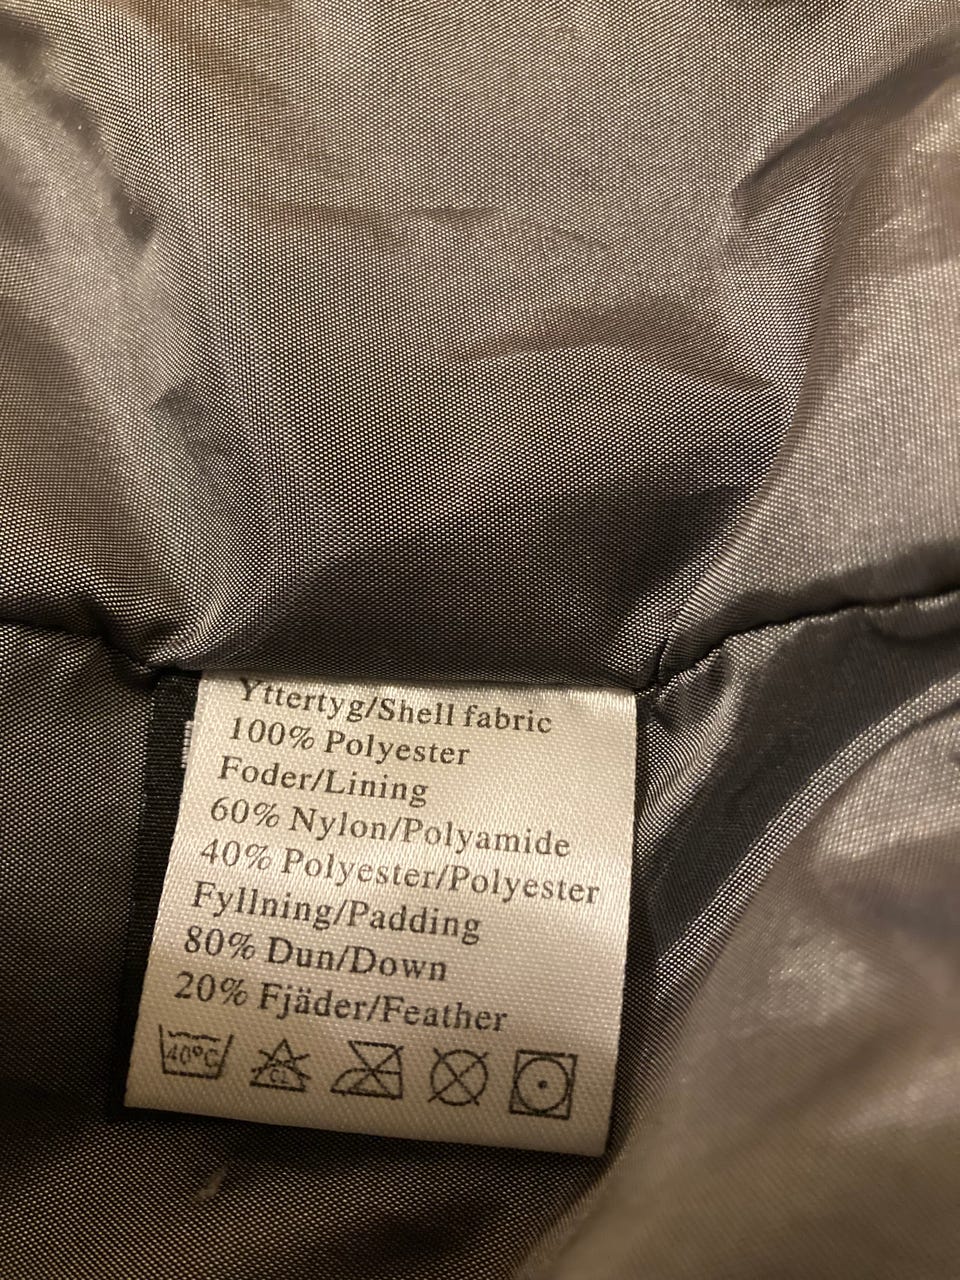 Yttertyg/Shell fabric
100% Polyester
Foder/Lining
60% Nylon/Polyamide
40% Polyester/Polyester
Fyllning/Padding
80% Dun/Down
20% Fjäder/Feather
40°C CL